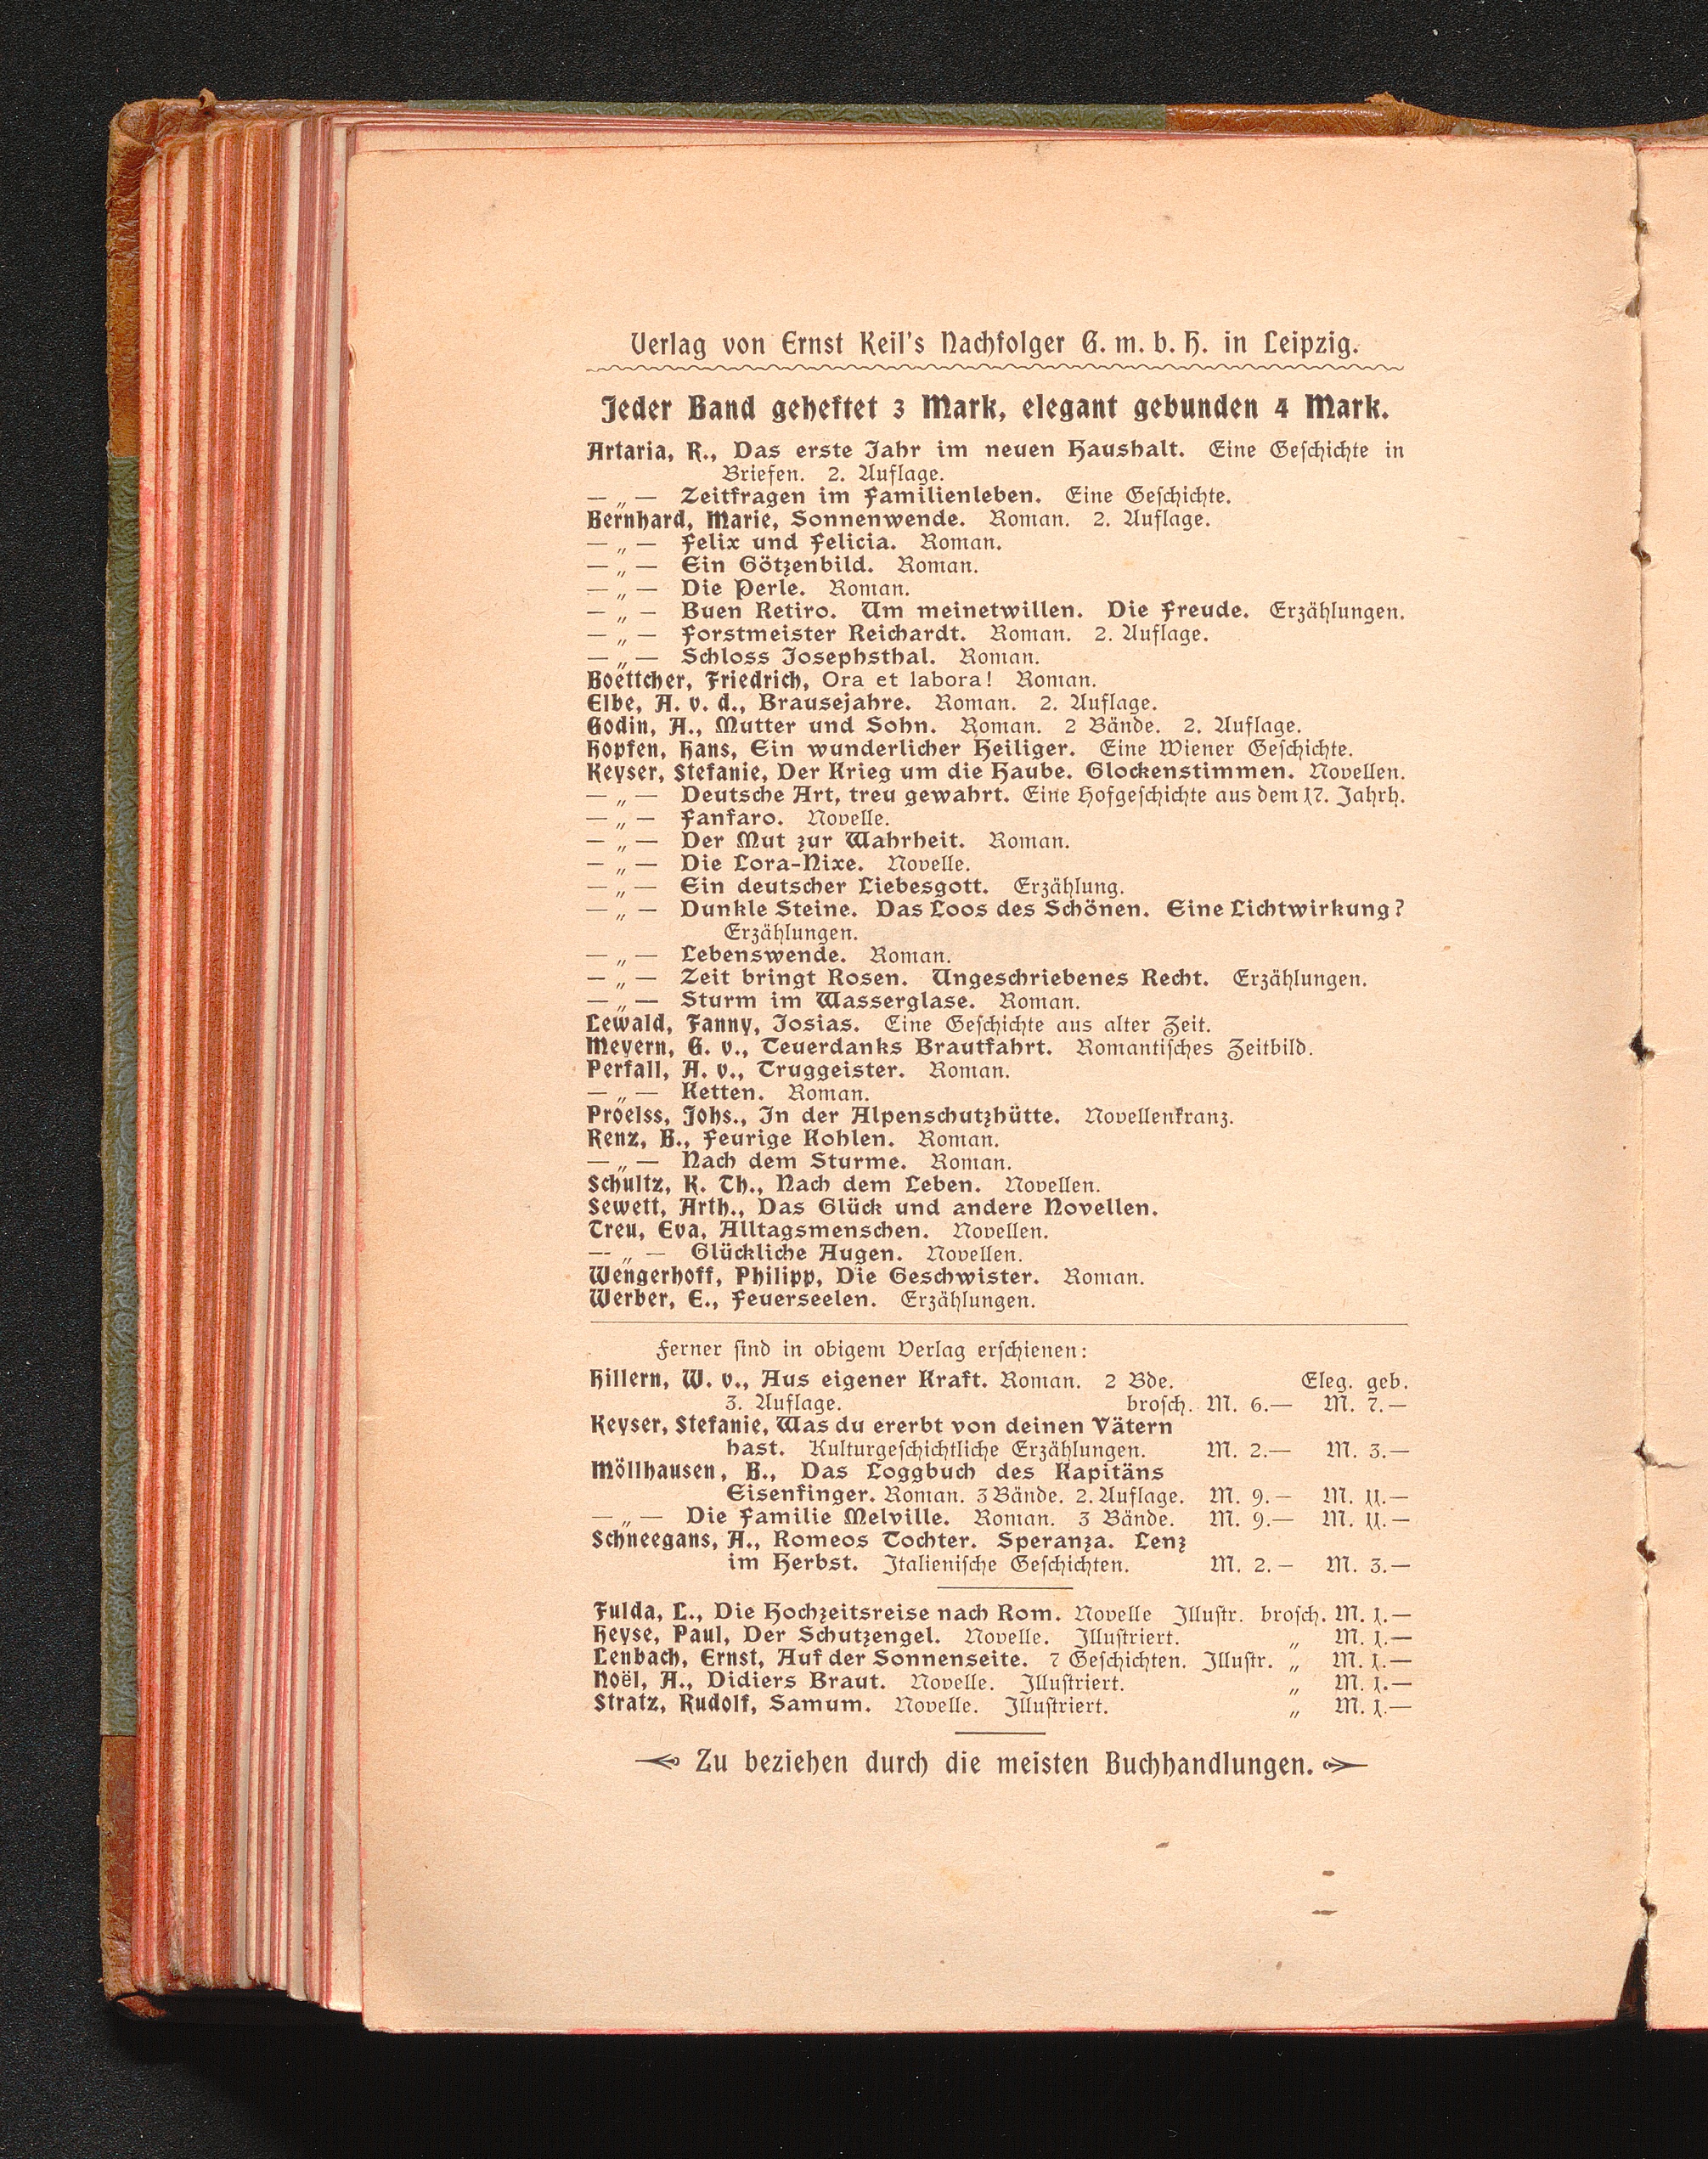 Verlag von Ernst Keil's Nachfolger G. m. b. H. in Leipzig.
Jeder Band geheftet 3 Mark, elegant gebunden 4 Mark.
Artaria, R., Das erste Jahr im neuen Haushalt. Eine Geschichte in
Briefen. 2. Auflage.
— „ — Zeitfragen im Familienleben. Eine Geschichte.
Bernhard, Marie, Sonnenwende. Roman. 2. Auflage.
— „ — Felix und Felicia. Roman.
— „ — Ein Götzenbild. Roman.
— „ — Die Perle. Roman.
— „ — Buen Retiro. Um meinetwillen. Die Freude. Erzählungen.
— „ — Forstmeister Reichardt. Roman. 2. Auflage.
— „ — Schloss Josephsthal. Roman.
Boettcher, Friedrich, Ora et labora! Roman.
Elbe, A. v. d., Brausejahre. Roman. 2. Auflage.
Godin, A., Mutter und Sohn. Roman. 2 Bände. 2. Auflage.
Hopfen, Hans, Ein wunderlicher Heiliger. Eine Wiener Geschichte.
Keyser, Stefanie, Der Krieg um die Haube. Glockenstimmen. Novellen.
— „ — Deutsche Art, treu gewahrt. Eine Hofgeschichte aus dem 17. Jahrh.
— „ — Fanfaro. Novelle.
— „ — Der Mut zur Wahrheit. Roman.
— „ — Die Lora-Nixe. Novelle.
— „ — Ein deutscher Liebesgott. Erzählung.
— „ — Dunkle Steine. Das Loos des Schönen. Eine Lichtwirkung?
Erzählungen.
— „ — Lebenswende. Roman.
— „ — Zeit bringt Rosen. Ungeschriebenes Recht. Erzählungen.
— „ — Sturm im Wasserglase. Roman.
Lewald, Fanny, Josias. Eine Geschichte aus alter Zeit.
Meyern, G. v., Teuerdanks Brautfahrt. Romantisches Zeitbild.
Perfall, A. v., Truggeister. Roman.
— „ — Ketten. Roman.
Proelss, Johs., In der Alpenschutzhütte. Novellenkranz.
Renz, B., Feurige Kohlen. Roman.
— „ — Nach dem Sturme. Roman.
Schultz, K. Th., Nach dem Leben. Novellen.
Sewett, Arth., Das Glück und andere Novellen.
Treu, Eva, Alltagsmenschen. Novellen.
— „ — Glückliche Augen. Novellen.
Wengerhoff, Philipp, Die Geschwister. Roman.
Werber, E., Feuerseelen. Erzählungen.
Ferner sind in obigem Verlag erschienen:
Hillern, W. v., Aus eigener Kraft. Roman. 2 Bde. Eleg. geb.
3. Auflage. brosch. M. 6.— M. 7.—
Keyser, Stefanie, Was du ererbt von deinen Vätern
hast. Kulturgeschichtliche Erzählungen. M. 2.— M. 3.—
Möllhausen, B., Das Loggbuch des Kapitäns
Eisenfinger. Roman. 3 Bände. 2. Auflage. M. 9.— M. 11.—
— „ — Die Familie Melville. Roman. 3 Bände. M. 9.— M. 11.—
Schneegans, A., Romeos Tochter. Speranza. Lenz
im Herbst. Italienische Geschichten. M. 2.— M. 3.—
Fulda, L., Die Hochzeitsreise nach Rom. Novelle Illustr. brosch. M. 1.—
Heyse, Paul, Der Schutzengel. Novelle. Illustriert. „ M. 1.—
Lenbach, Ernst, Auf der Sonnenseite. 7 Geschichten. Illustr. „ M. 1.—
Noël, A., Didiers Braut. Novelle. Illustriert. „ M. 1.—
Stratz, Rudolf, Samum. Novelle. Illustriert. „ M. 1.—
Zu beziehen durch die meisten Buchhandlungen.